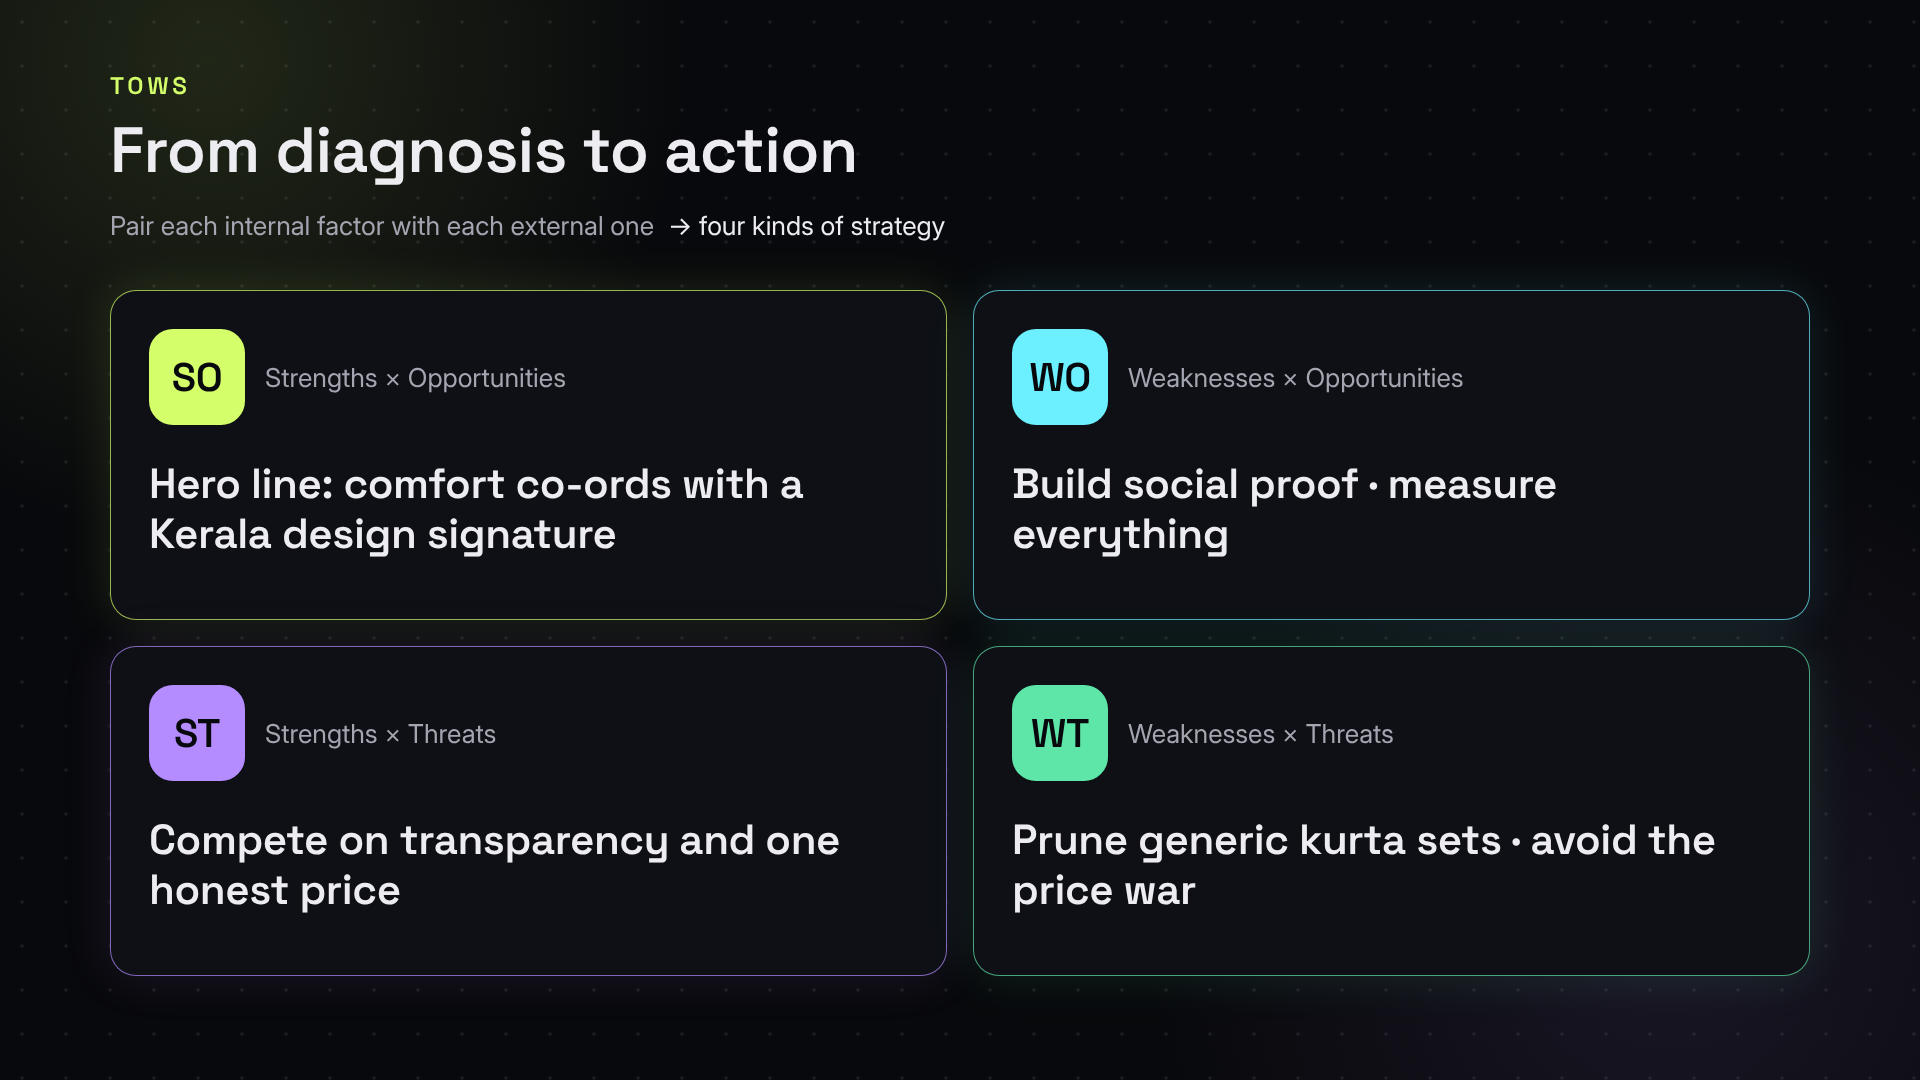 TOWS
From diagnosis to action
Pair each internal factor with each external one → four kinds of strategy
SO
Strengths × Opportunities
Hero line: comfort co-ords with a
Kerala design signature
WO
Weaknesses × Opportunities
Build social proof · measure
everything
ST
Strengths × Threats
Compete on transparency and one
honest price
WT
Weaknesses × Threats
Prune generic kurta sets · avoid the
price war